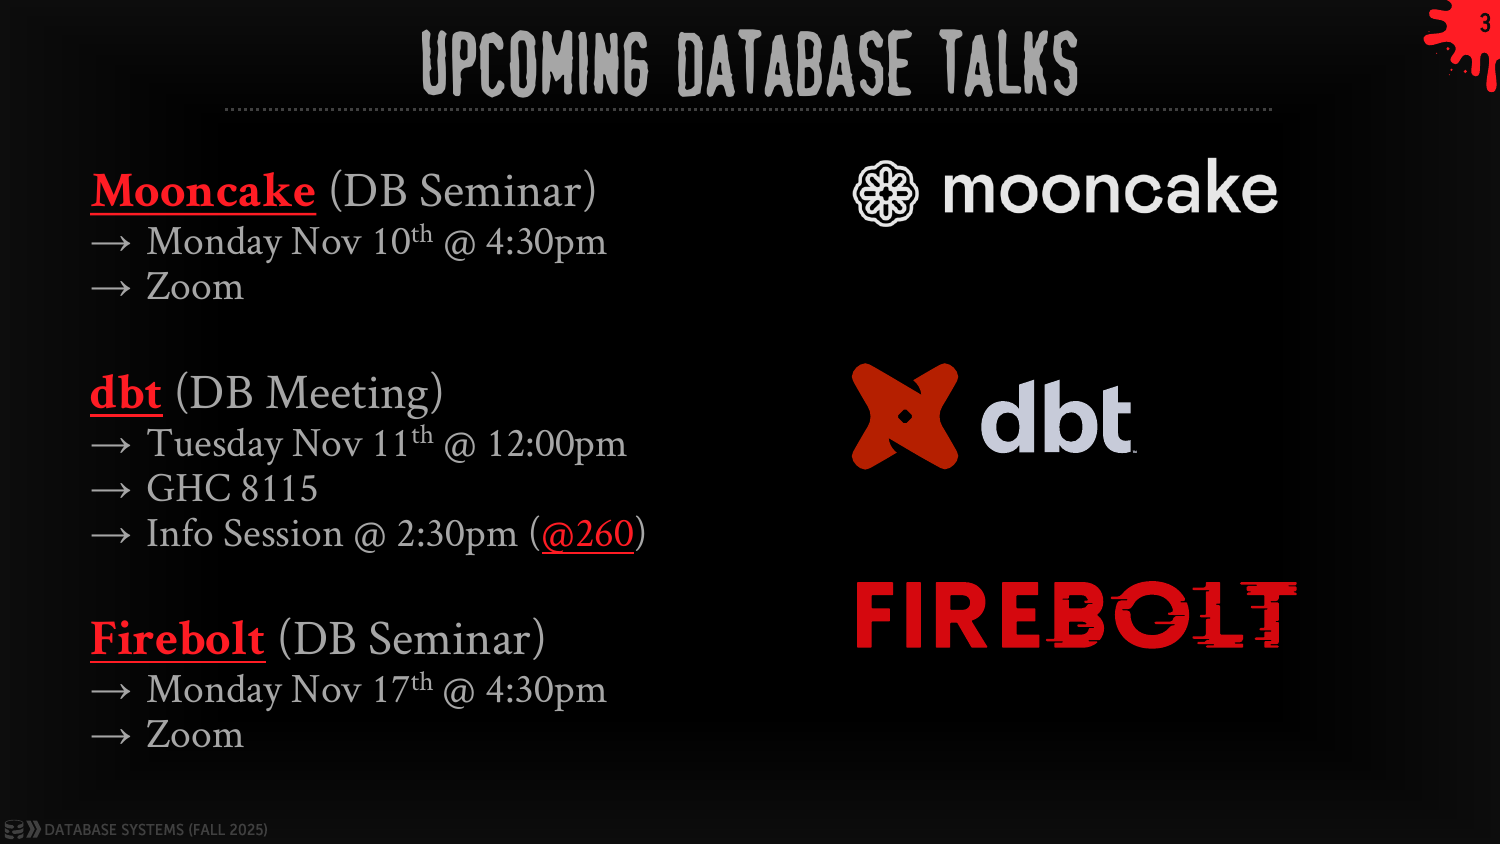 UPCOMING DATABASE TALKS
3
Mooncake (DB Seminar)
→ Monday Nov 10th @ 4:30pm
→ Zoom
mooncake
dbt (DB Meeting)
→ Tuesday Nov 11th @ 12:00pm
→ GHC 8115
→ Info Session @ 2:30pm (@260)
dbt
Firebolt (DB Seminar)
→ Monday Nov 17th @ 4:30pm
→ Zoom
FIREBOLT
DATABASE SYSTEMS (FALL 2025)